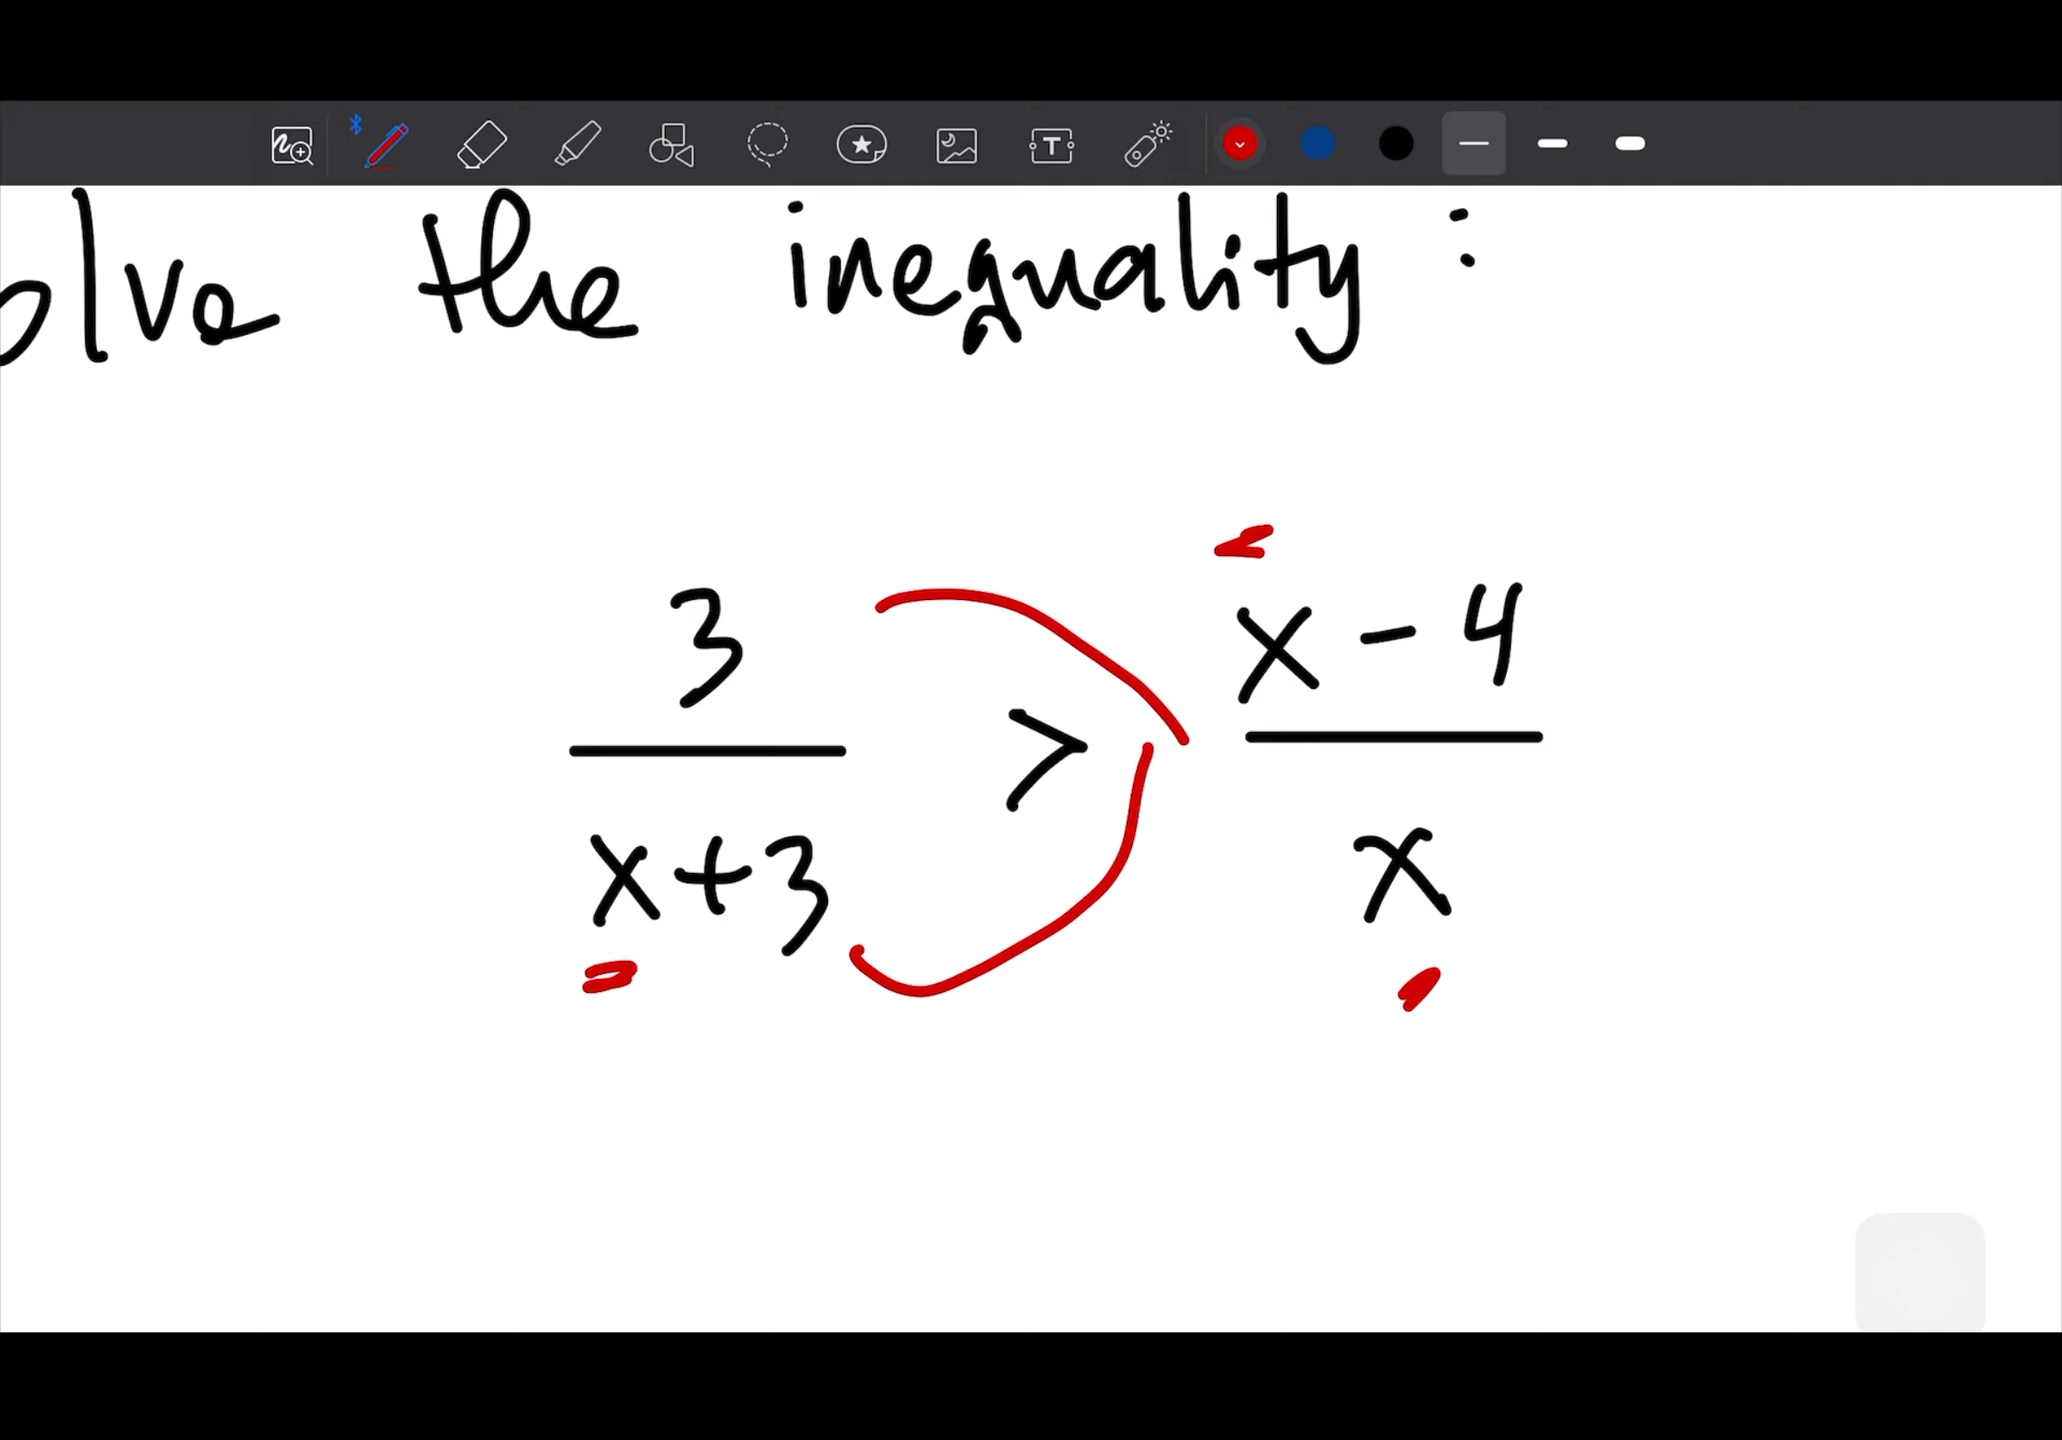 olve the inequality:
3 x - 4
> 
x + 3 x